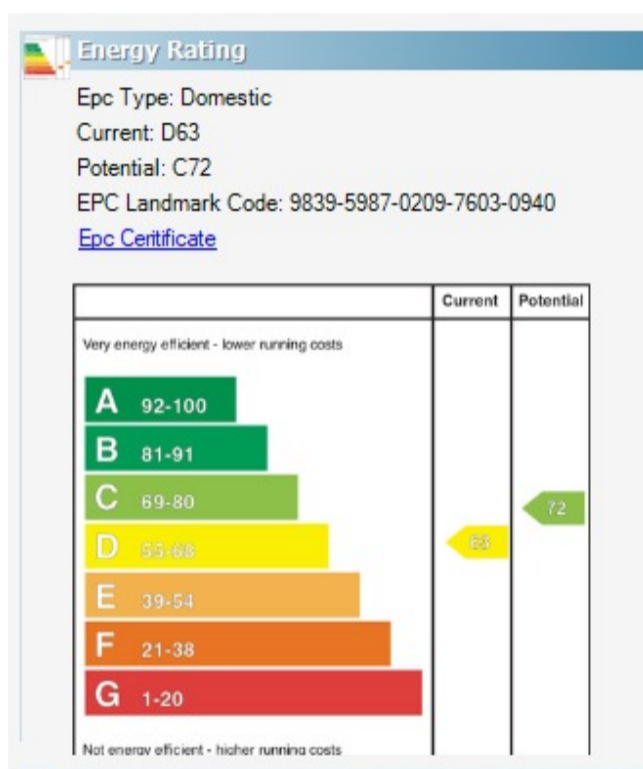 Energy Rating
Epc Type: Domestic
Current: D63
Potential: C72
EPC Landmark Code: 9839-5987-0209-7603-0940
Epc Ceritificate
Current Potential
Very energy efficient - lower running costs
A 92-100
B 81-91
C 69-80
72
D 55-68
63
E 39-54
F 21-38
G 1-20
Not energy efficient - higher running costs